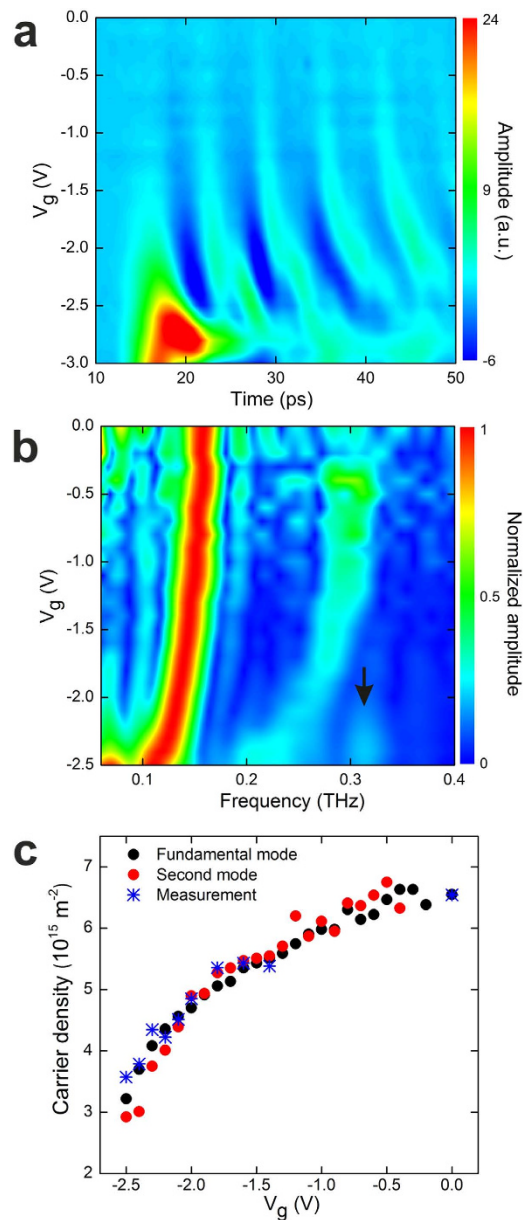 a
0.0
-0.5
-1.0
-1.5
-2.0
-2.5
-3.0
V_g (V)
10 20 30 40 50
Time (ps)
24
9
-6
Amplitude (a.u.)
b
0.0
-0.5
-1.0
-1.5
-2.0
-2.5
V_g (V)
0.1 0.2 0.3 0.4
Frequency (THz)
1
0.5
0
Normalized amplitude
c
Fundamental mode
Second mode
Measurement
7
6
5
4
3
2
Carrier density (10^15 m^-2)
-2.5 -2.0 -1.5 -1.0 -0.5 0.0
V_g (V)